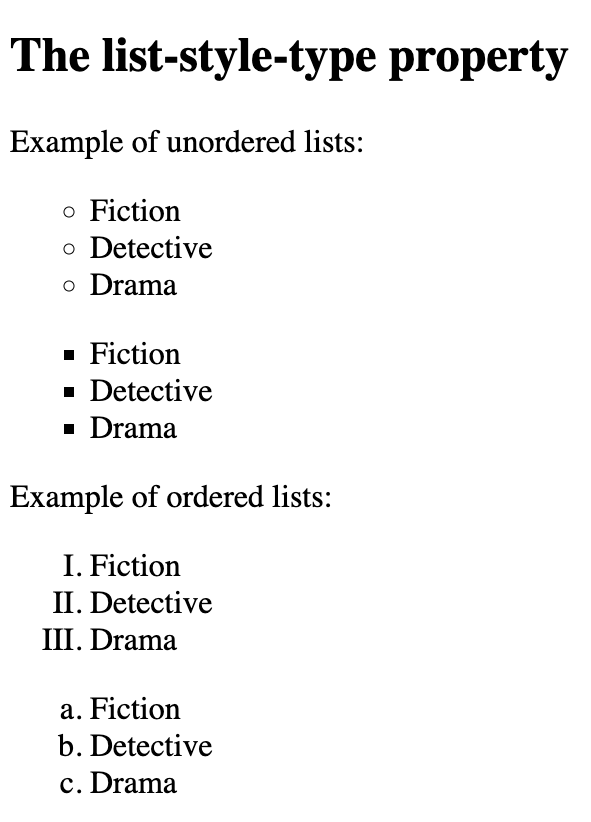 The list-style-type property
Example of unordered lists:
Fiction
Detective
Drama
Fiction
Detective
Drama
Example of ordered lists:
I. Fiction
II. Detective
III. Drama
a. Fiction
b. Detective
c. Drama